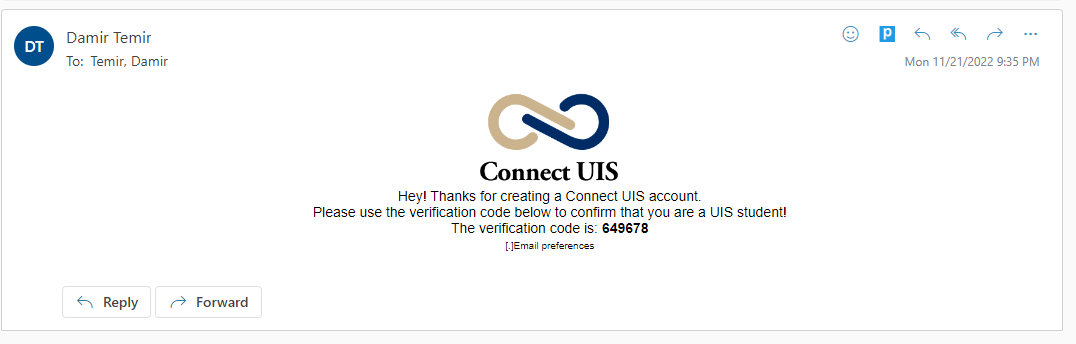 DT
Damir Temir
To: Temir, Damir
p
Mon 11/21/2022 9:35 PM
Connect UIS
Hey! Thanks for creating a Connect UIS account.
Please use the verification code below to confirm that you are a UIS student!
The verification code is: 649678
[.]Email preferences
Reply
Forward